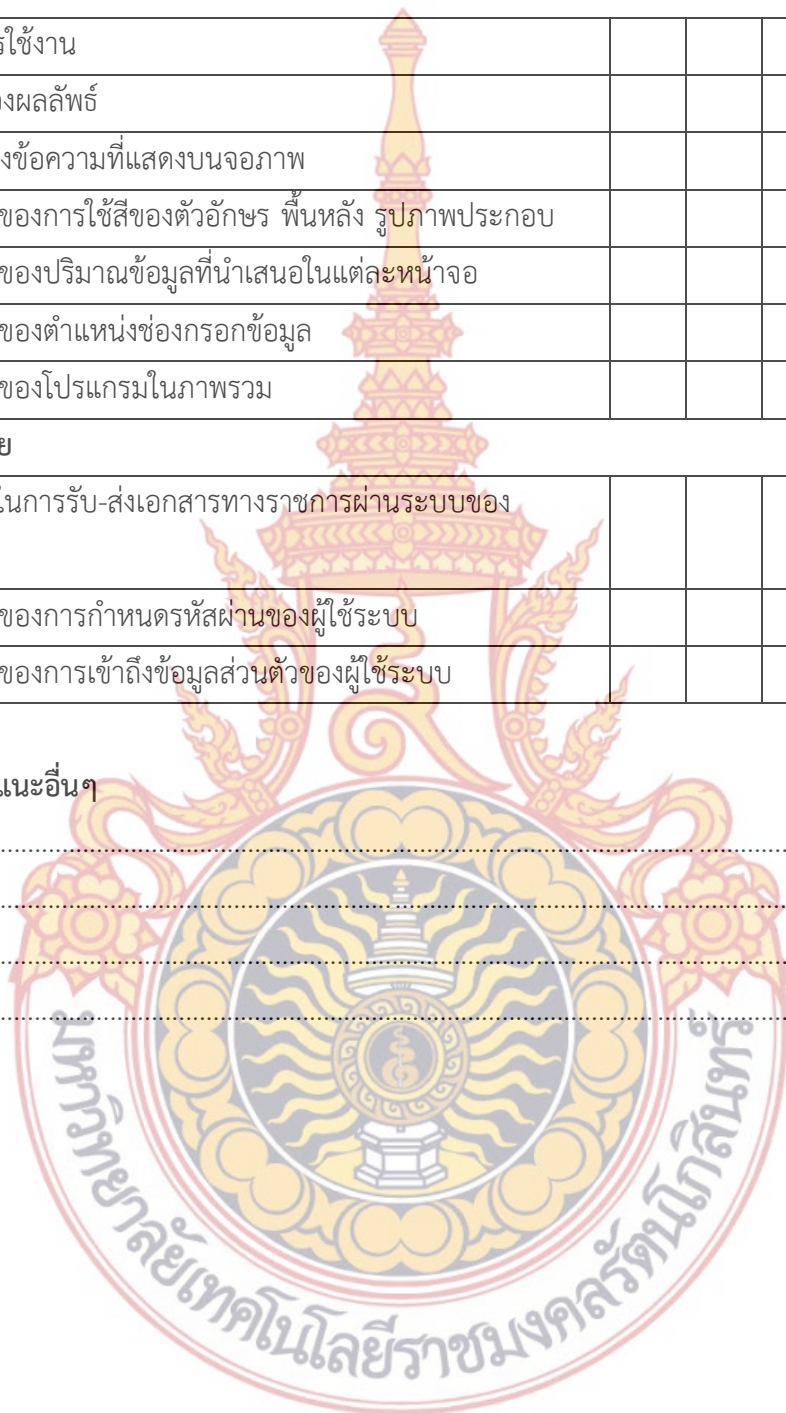 รใช้งาน
องผลลัพธ์
งข้อความที่แสดงบนจอภาพ
ของการใช้สีของตัวอักษร พื้นหลัง รูปภาพประกอบ
ของปริมาณข้อมูลที่นำเสนอในแต่ละหน้าจอ
ของตำแหน่งช่องกรอกข้อมูล
ของโปรแกรมในภาพรวม
ย
ในการรับ-ส่งเอกสารทางราชการผ่านระบบของ
ของการกำหนดรหัสผ่านของผู้ใช้ระบบ
ของการเข้าถึงข้อมูลส่วนตัวของผู้ใช้ระบบ
แนะอื่นๆ
มหาวิทยาลัยเทคโนโลยีราชมงคลรัตนโกสินทร์